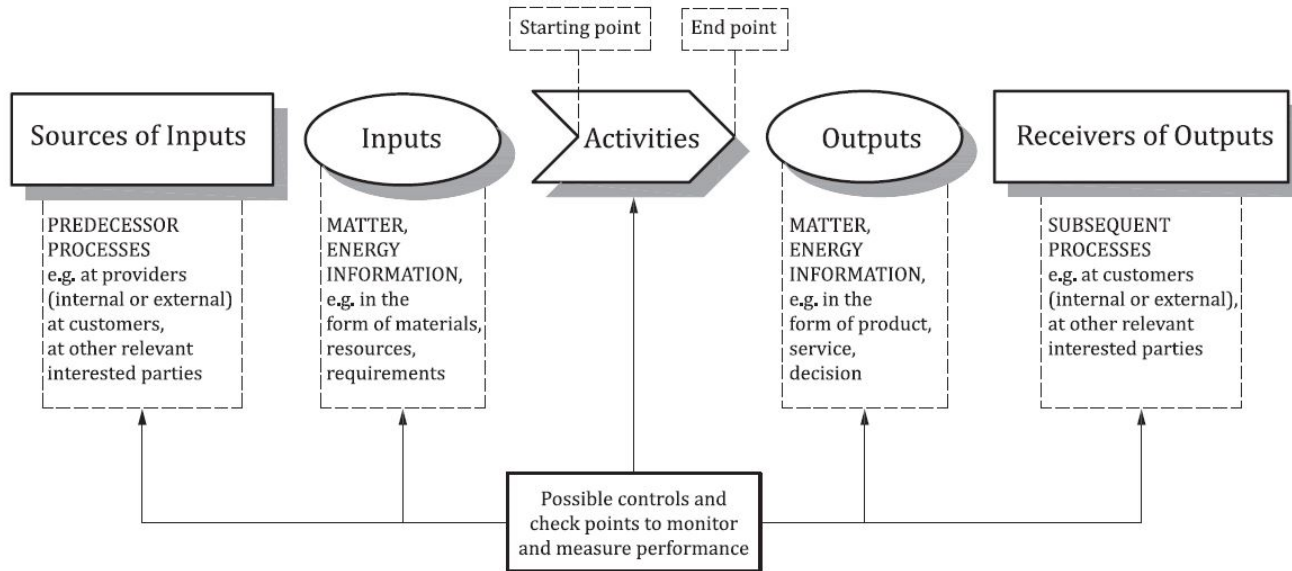 Starting point
End point
Sources of Inputs
Inputs
Activities
Outputs
Receivers of Outputs
PREDECESSOR
PROCESSES
e.g. at providers
(internal or external)
at customers,
at other relevant
interested parties
MATTER,
ENERGY
INFORMATION,
e.g. in the
form of materials,
resources,
requirements
MATTER,
ENERGY
INFORMATION,
e.g. in the
form of product,
service,
decision
SUBSEQUENT
PROCESSES
e.g. at customers
(internal or external),
at other relevant
interested parties
Possible controls and
check points to monitor
and measure performance